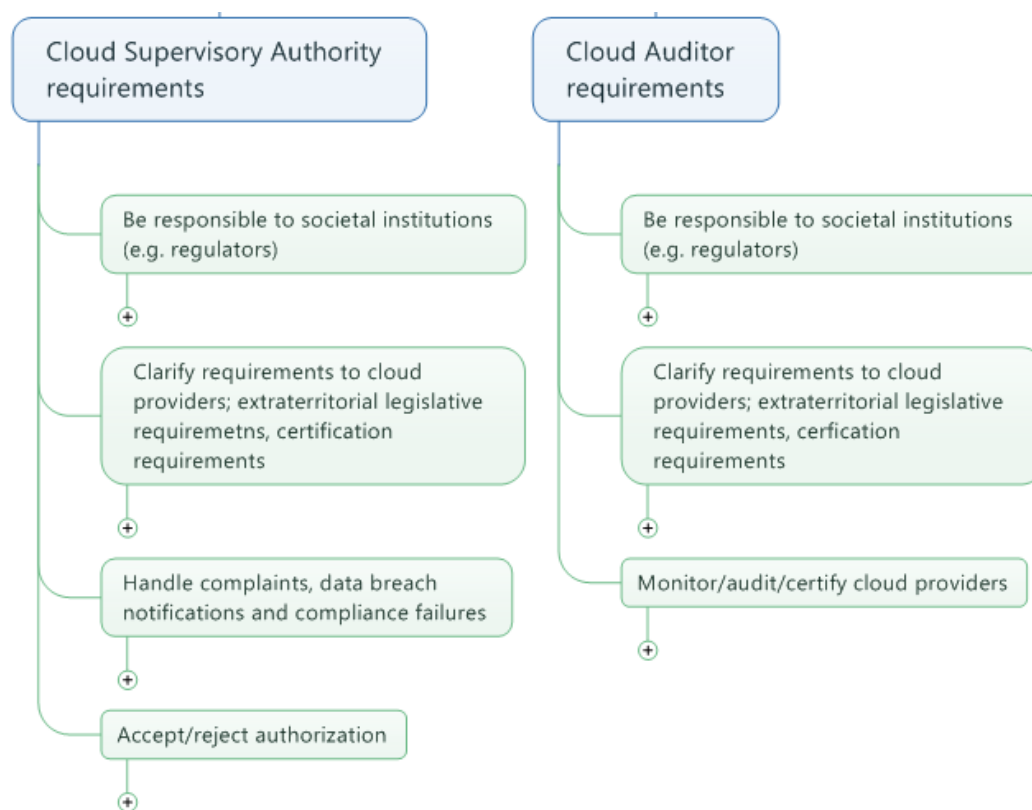 Cloud Supervisory Authority
requirements
Be responsible to societal institutions
(e.g. regulators)
Clarify requirements to cloud
providers; extraterritorial legislative
requiremetns, certification
requirements
Handle complaints, data breach
notifications and compliance failures
Accept/reject authorization
Cloud Auditor
requirements
Be responsible to societal institutions
(e.g. regulators)
Clarify requirements to cloud
providers; extraterritorial legislative
requirements, cerfication
requirements
Monitor/audit/certify cloud providers